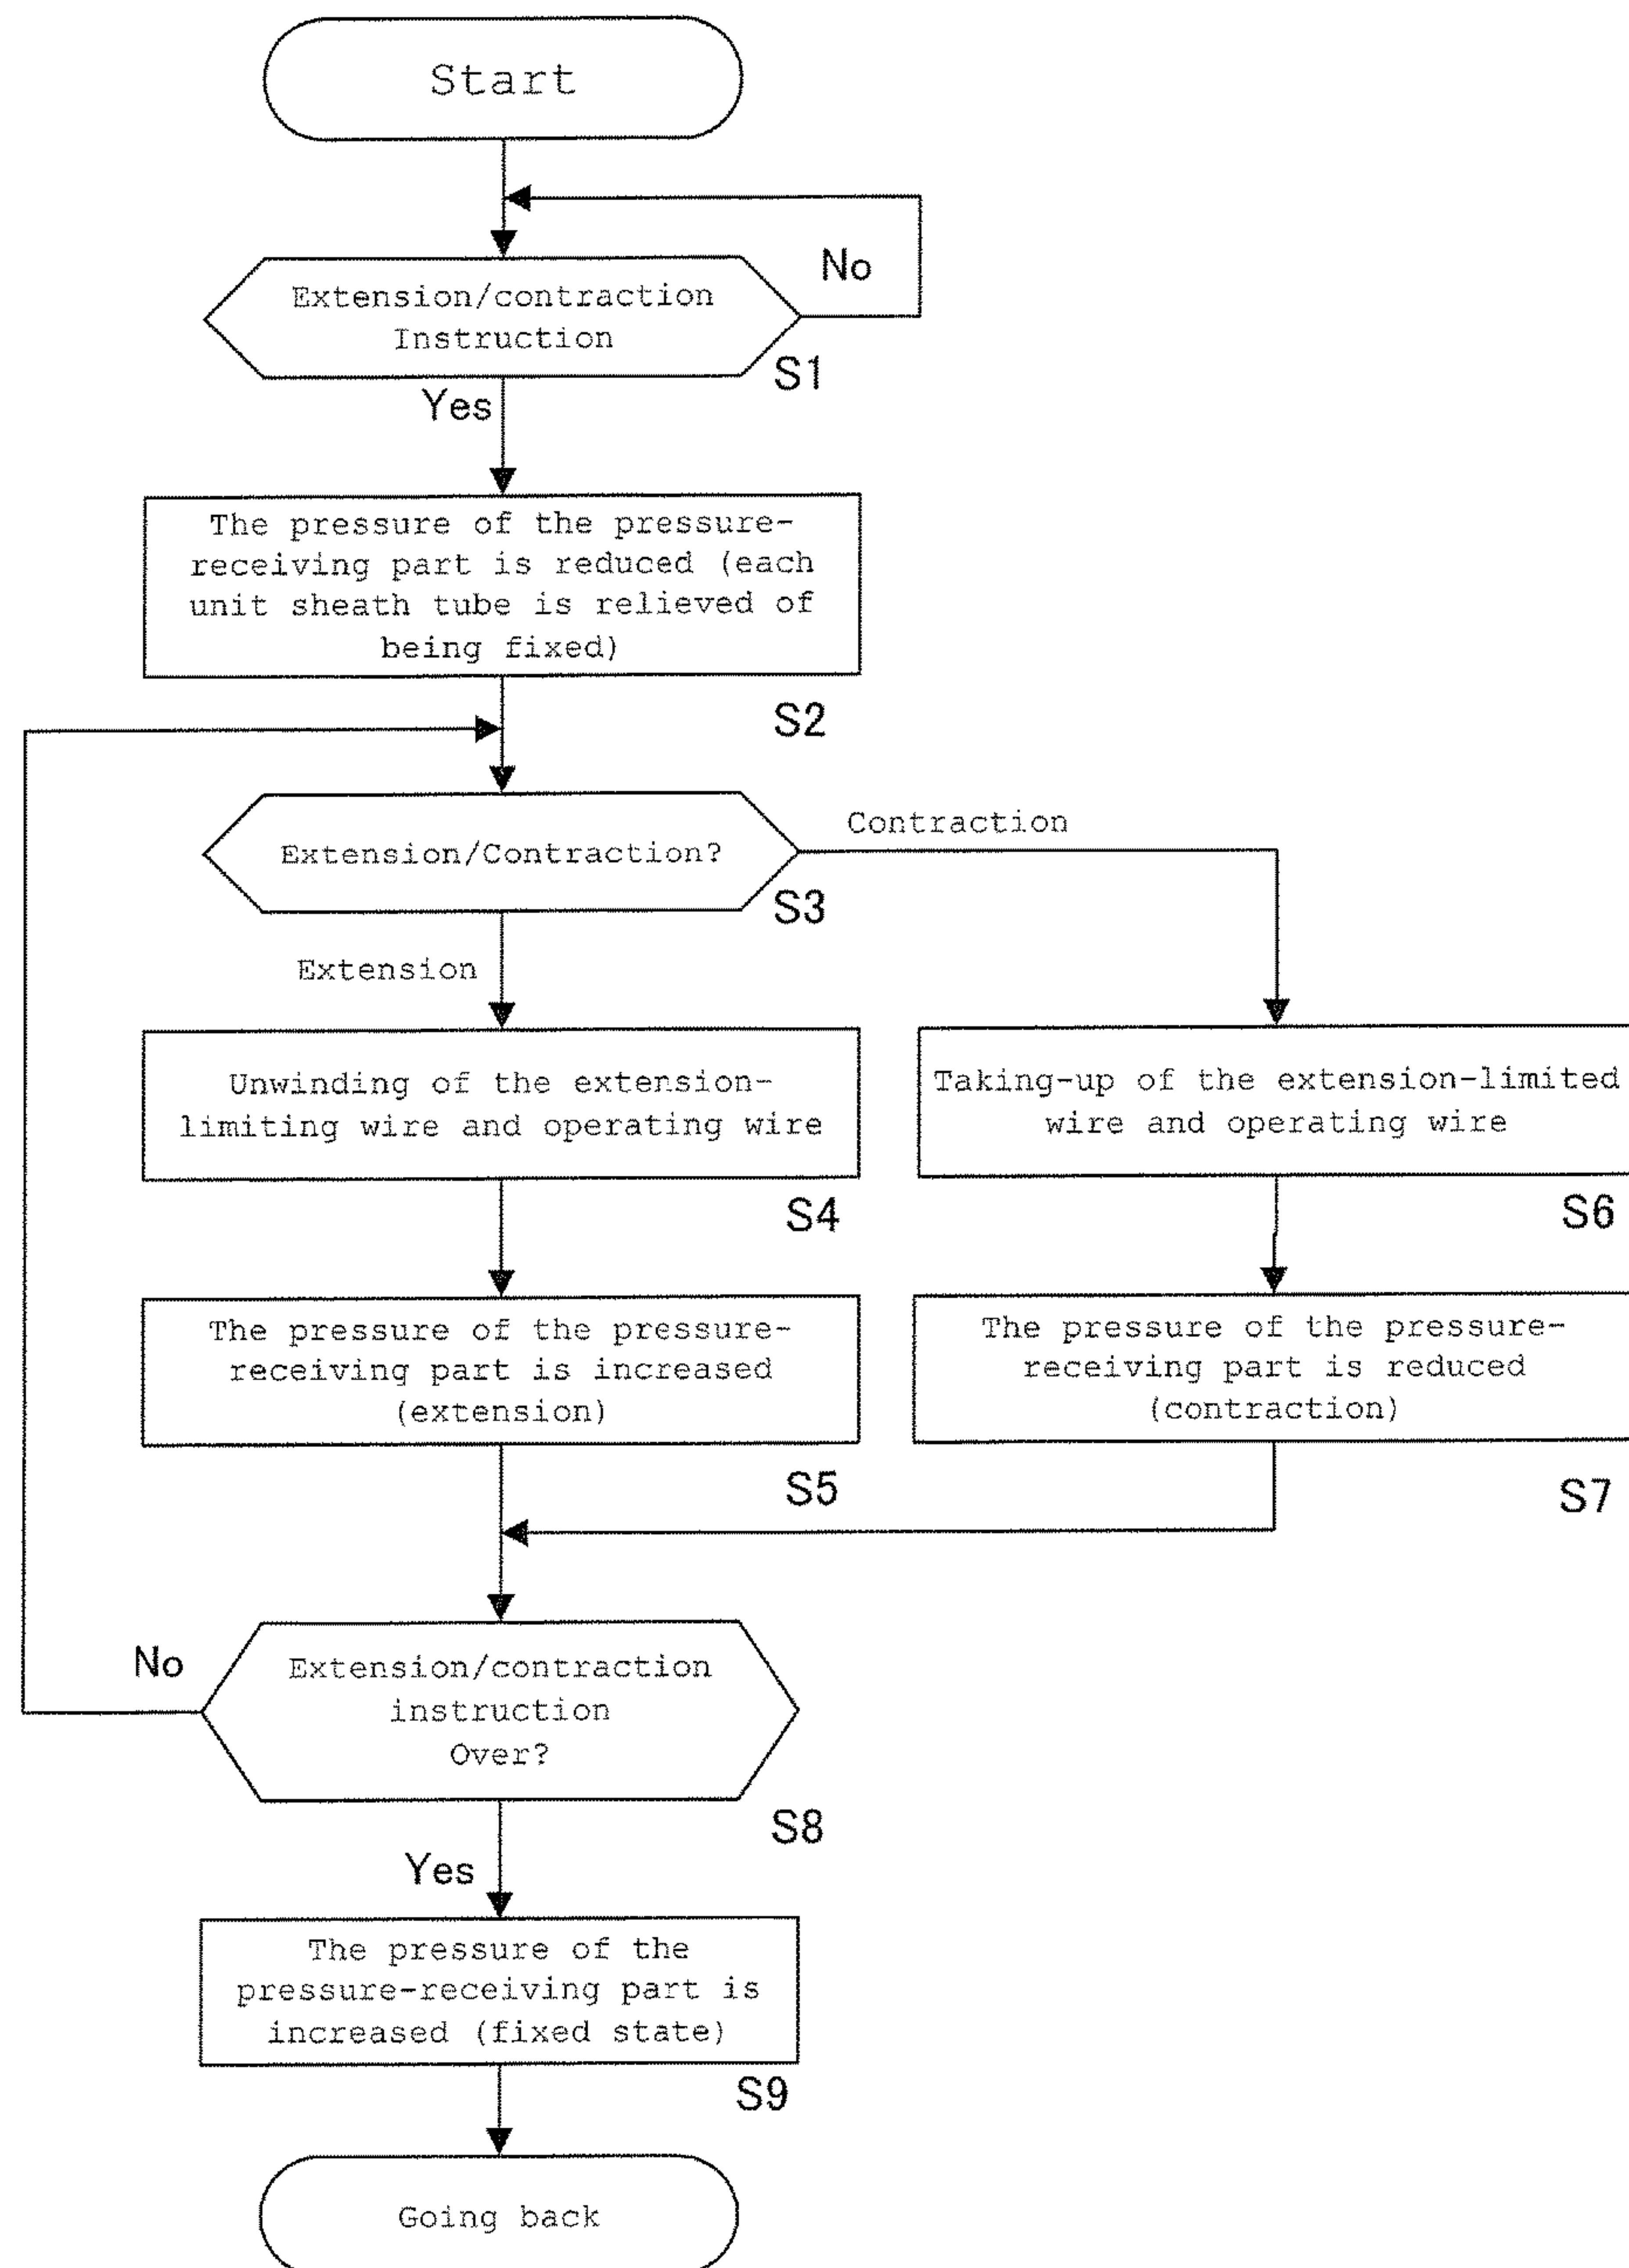 Start
No
Extension/contraction
Instruction
S1
Yes
The pressure of the pressure-
receiving part is reduced (each
unit sheath tube is relieved of
being fixed)
S2
Contraction
Extension/Contraction?
S3
Extension
Unwinding of the extension-
limiting wire and operating wire
S4
Taking-up of the extension-limited
wire and operating wire
S6
The pressure of the pressure-
receiving part is increased
(extension)
S5
The pressure of the pressure-
receiving part is reduced
(contraction)
S7
No
Extension/contraction
instruction
Over?
S8
Yes
The pressure of the
pressure-receiving part is
increased (fixed state)
S9
Going back